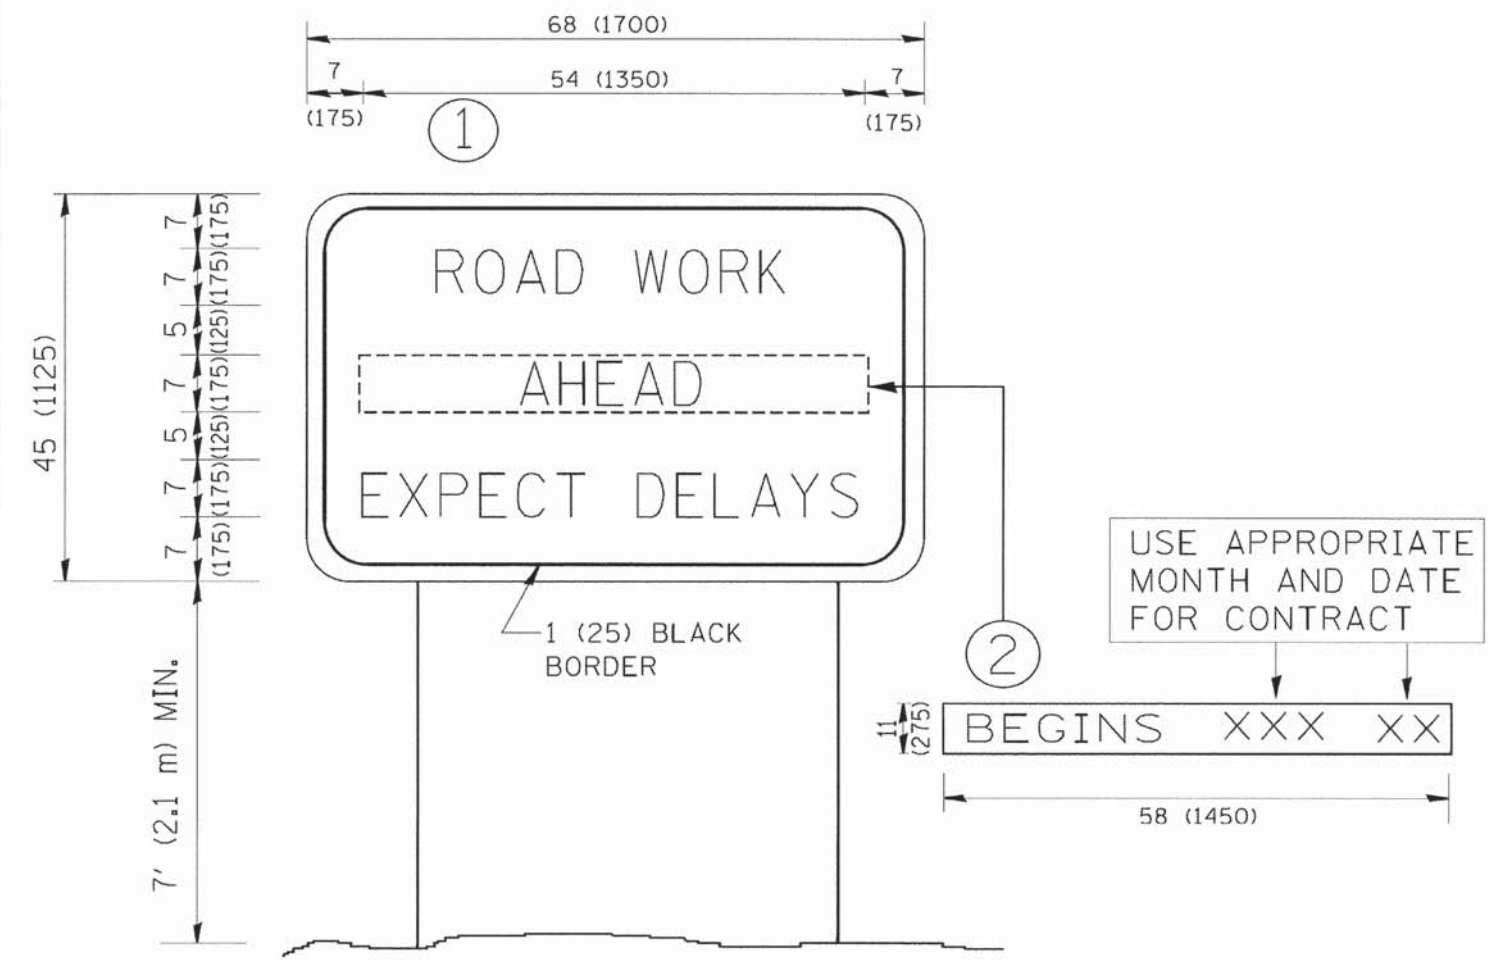 68 (1700)
7
54 (1350)
7
(175)
(175)
1
45 (1125)
7 (175)
7 (175)
5 (125)
7 (175)
5 (125)
7 (175)
7 (175)
ROAD WORK
AHEAD
EXPECT DELAYS
1 (25) BLACK
BORDER
7' (2.1 m) MIN.
2
USE APPROPRIATE
MONTH AND DATE
FOR CONTRACT
11
(275)
BEGINS XXX XX
58 (1450)